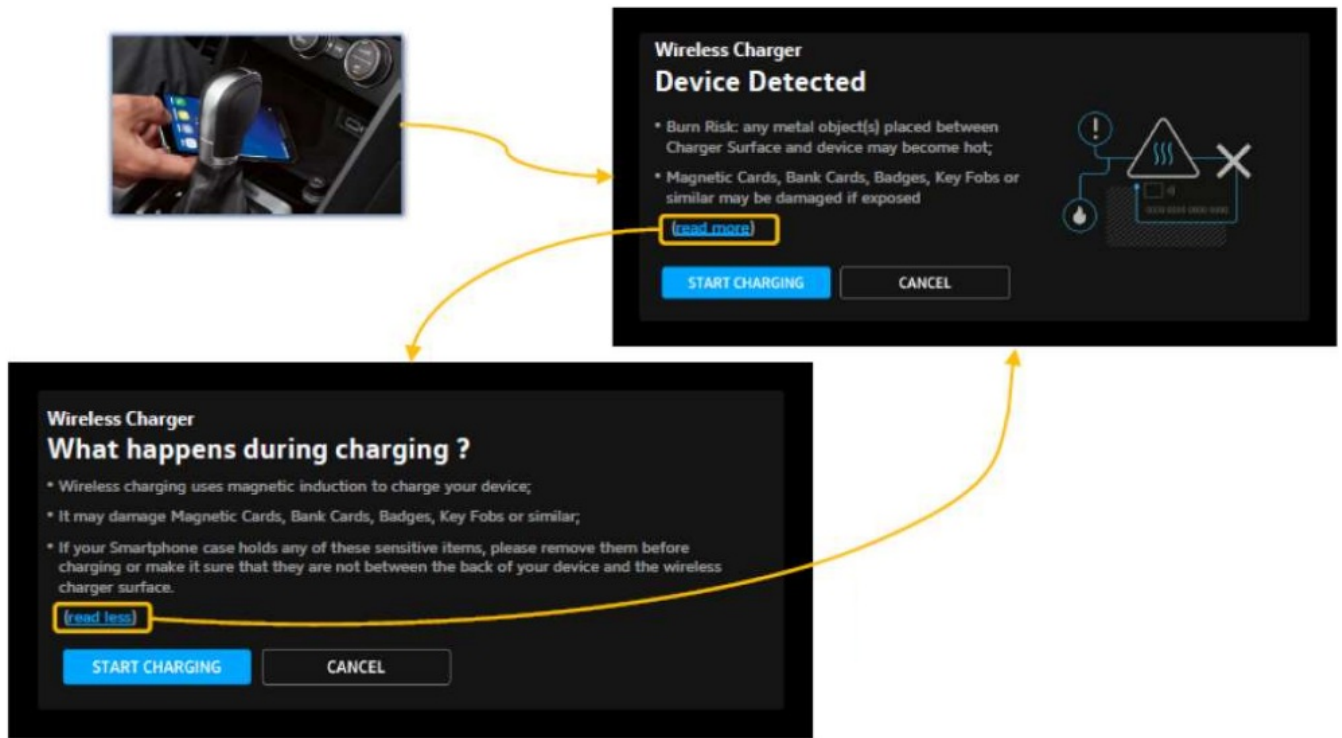 Wireless Charger
Device Detected
• Burn Risk: any metal object(s) placed between
Charger Surface and device may become hot;
• Magnetic Cards, Bank Cards, Badges, Key Fobs or
similar may be damaged if exposed
(read more)
START CHARGING
CANCEL
Wireless Charger
What happens during charging ?
• Wireless charging uses magnetic induction to charge your device;
• It may damage Magnetic Cards, Bank Cards, Badges, Key Fobs or similar;
• If your Smartphone case holds any of these sensitive items, please remove them before
charging or make it sure that they are not between the back of your device and the wireless
charger surface.
(read less)
START CHARGING
CANCEL